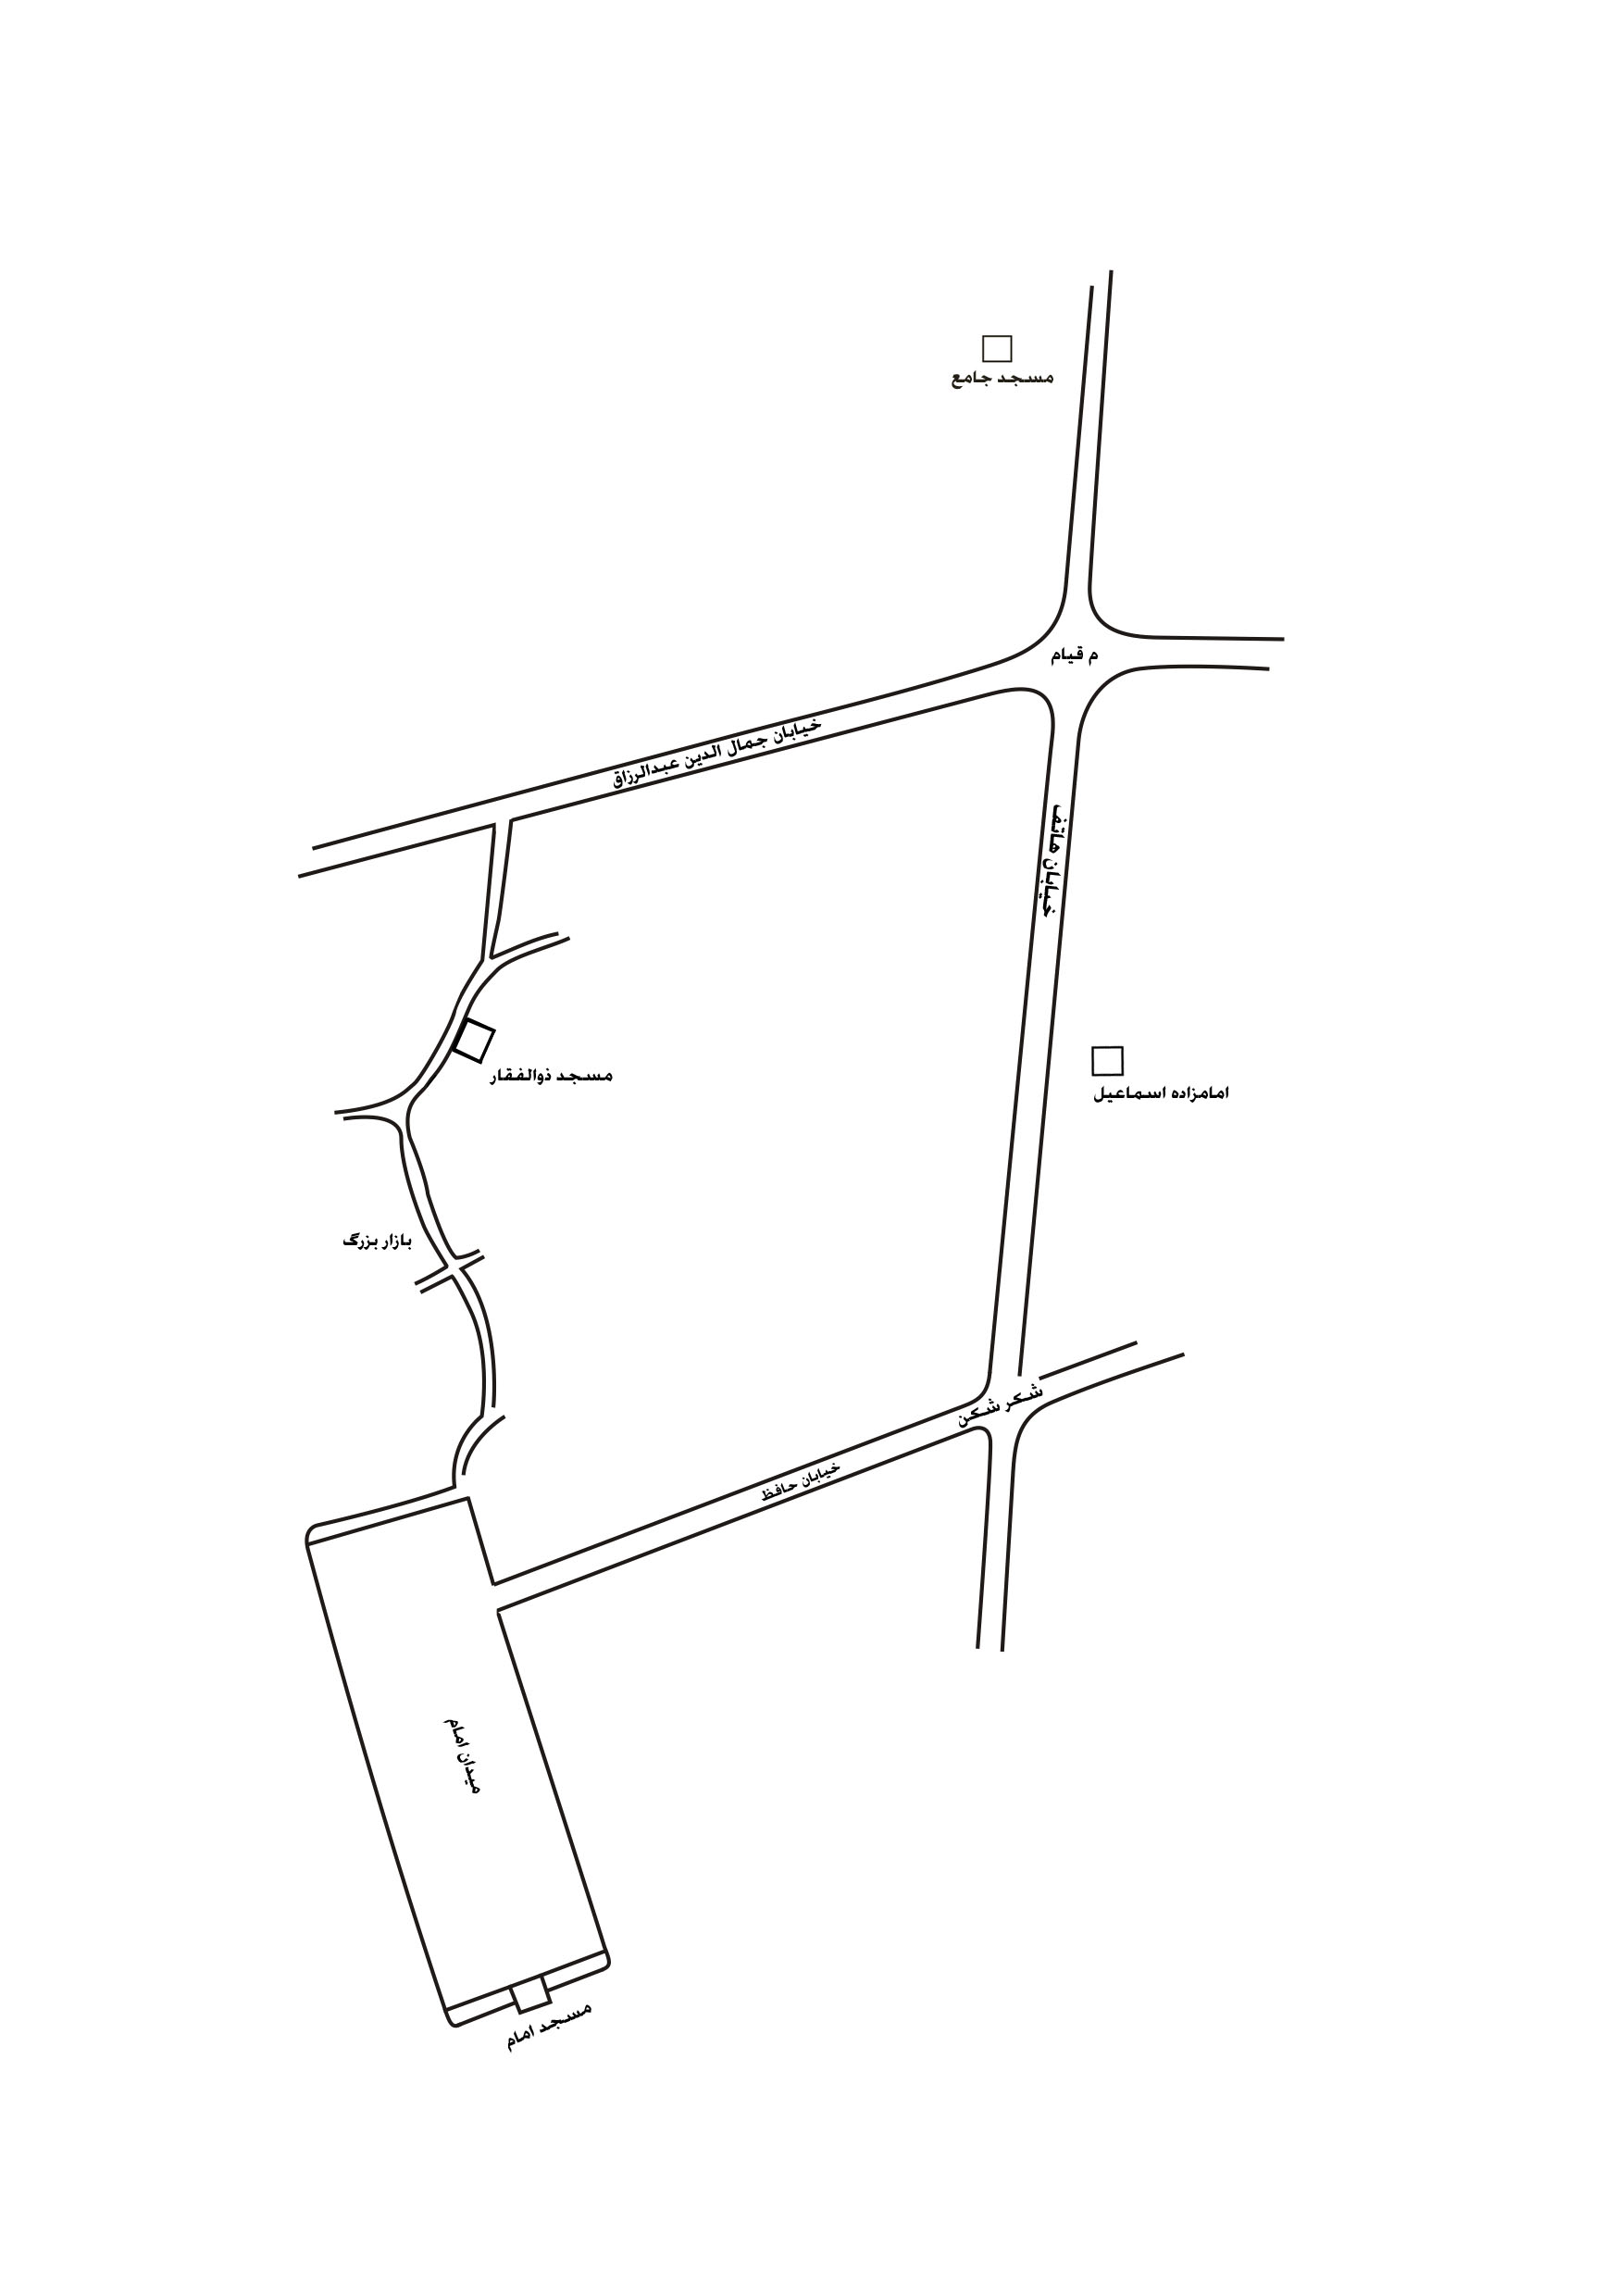 مسجد جامع
م قیام
خیابان جمال الدین عبدالرزاق
خیابان هاتف
مسجد ذوالفقار
امامزاده اسماعیل
بازار بزرگ
شکر شکن
خیابان حافظ
میدان امام
مسجد امام